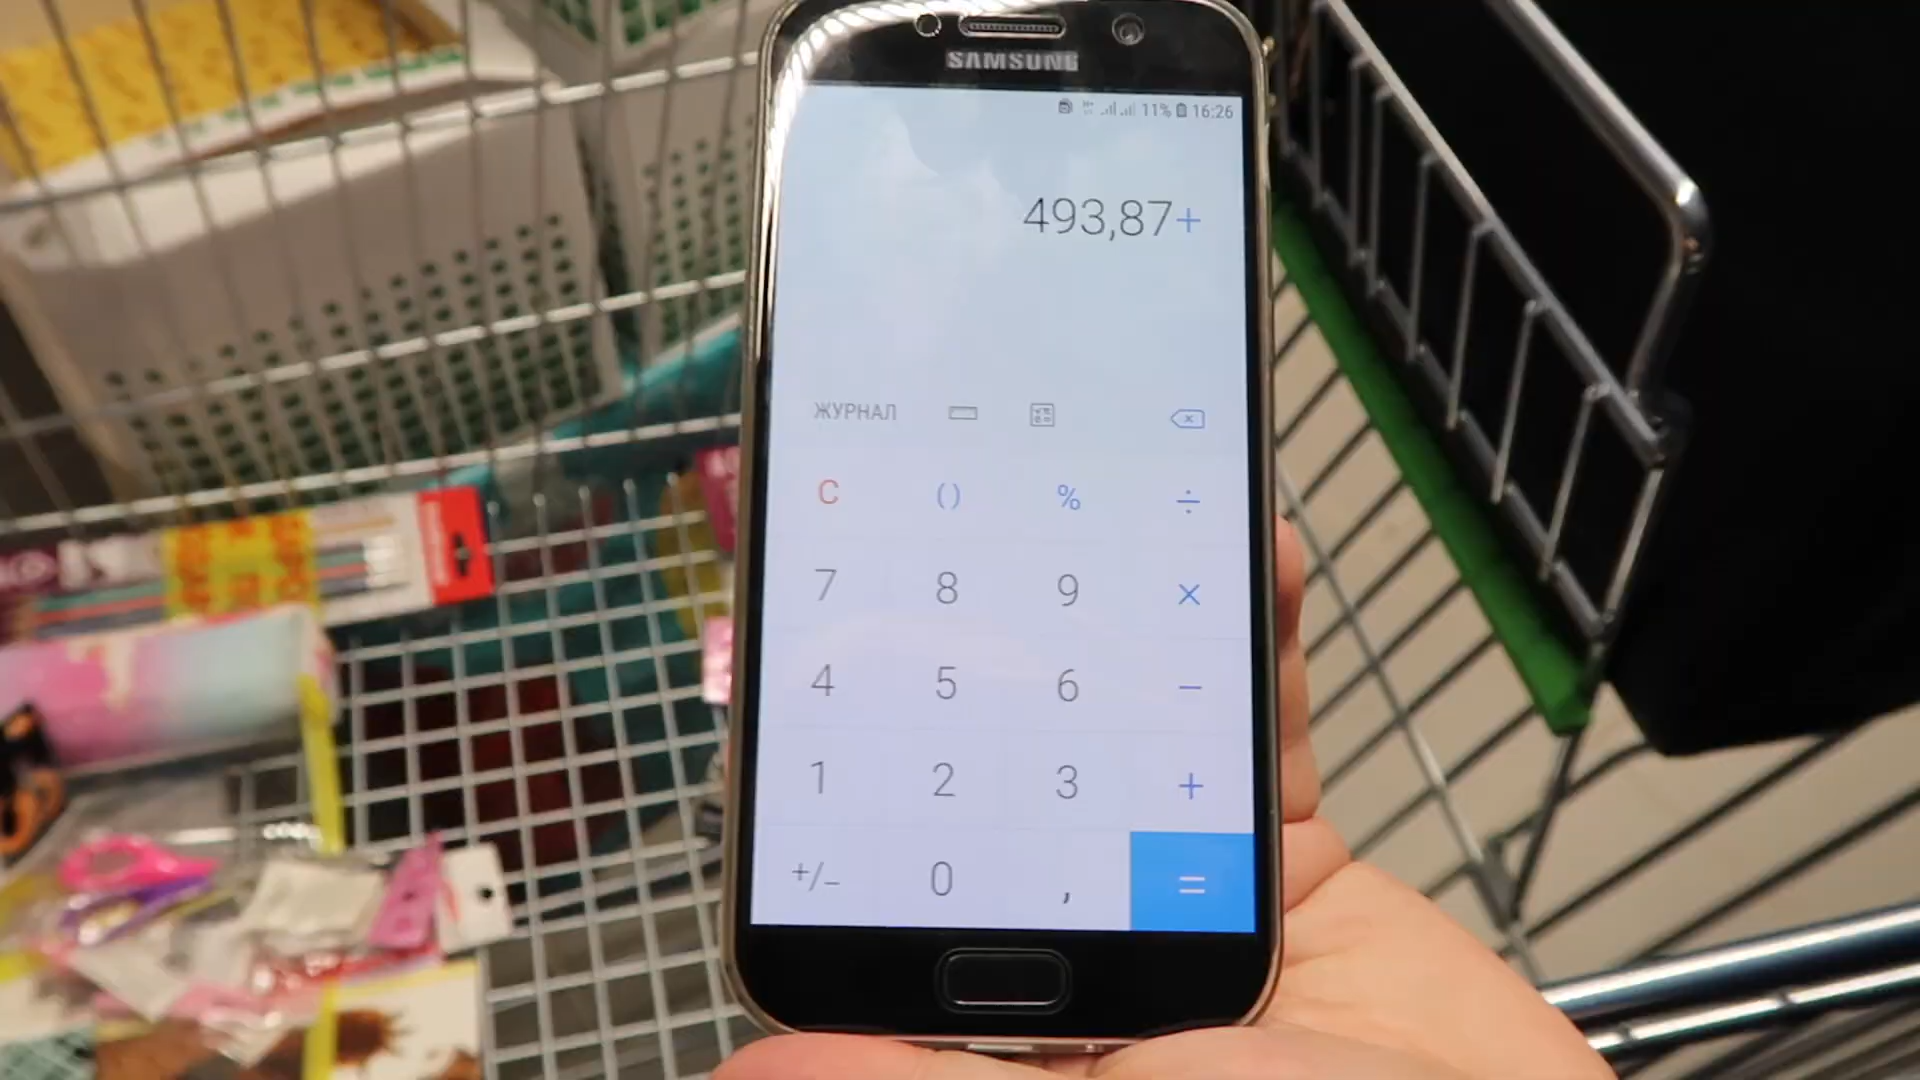 SAMSUNG
11% 16:26
493,87+
ЖУРНАЛ
C () % ÷
7 8 9 ×
4 5 6 −
1 2 3 +
+/− 0 , =